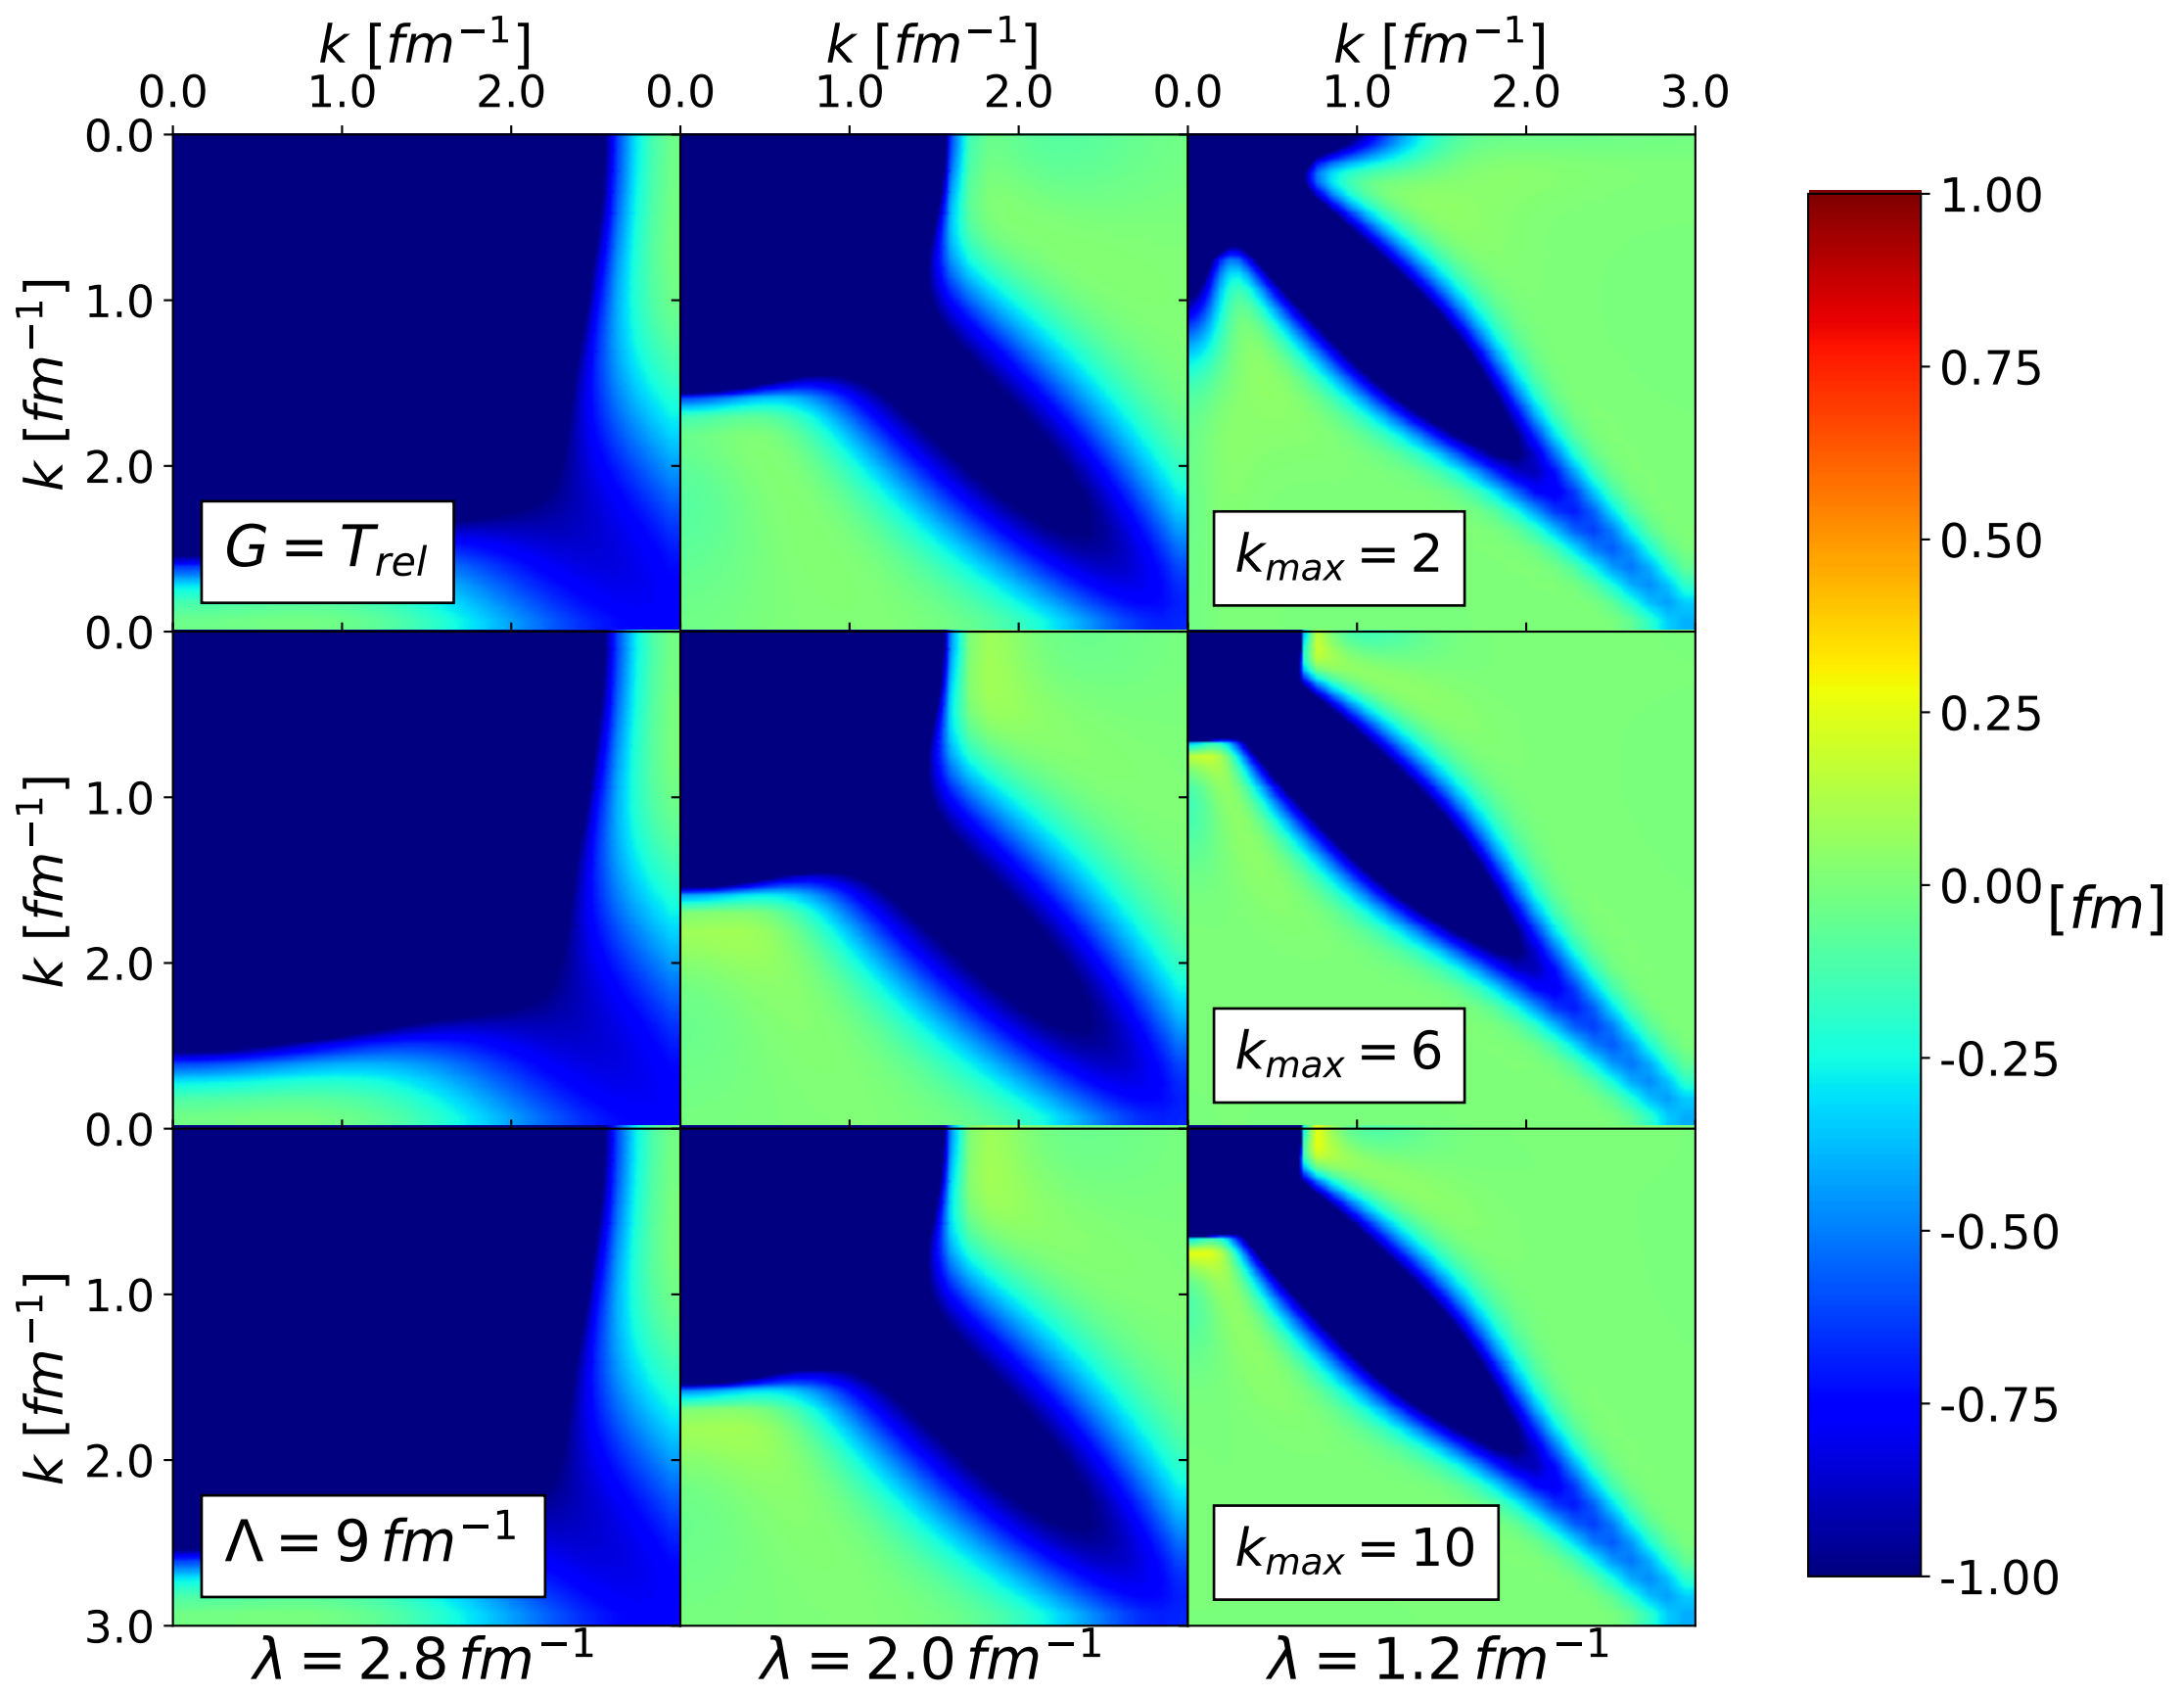 k [fm⁻¹] k [fm⁻¹] k [fm⁻¹]
0.0 1.0 2.0 0.0 1.0 2.0 0.0 1.0 2.0 3.0
0.0
1.0
2.0
k [fm⁻¹]
G = T_rel
k_max = 2
0.0
1.0
2.0
k [fm⁻¹]
k_max = 6
0.0
1.0
2.0
3.0
k [fm⁻¹]
Λ = 9 fm⁻¹
k_max = 10
λ = 2.8 fm⁻¹ λ = 2.0 fm⁻¹ λ = 1.2 fm⁻¹
1.00
0.75
0.50
0.25
0.00
-0.25
-0.50
-0.75
-1.00
[fm]